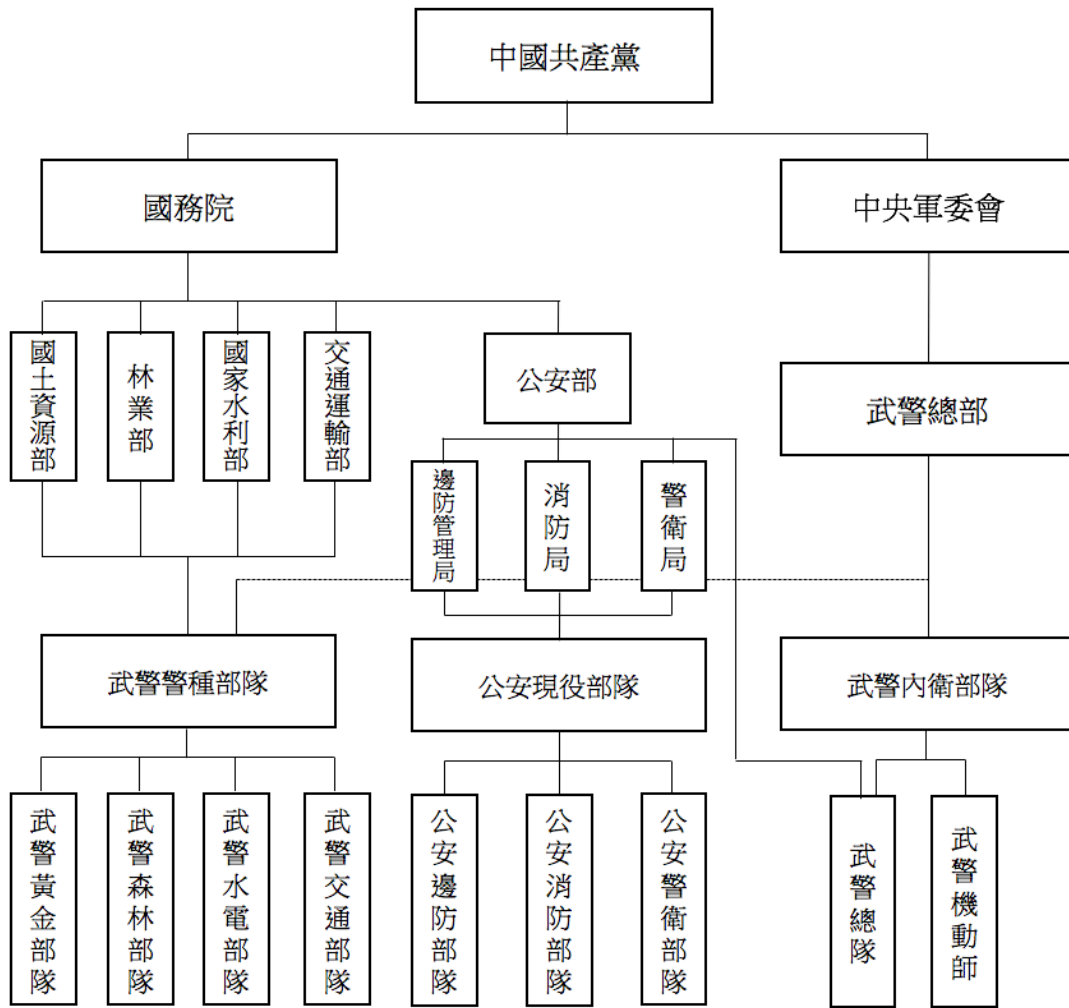 中國共產黨
國務院
中央軍委會
國土資源部
林業部
國家水利部
交通運輸部
公安部
武警總部
邊防管理局
消防局
警衛局
武警警種部隊
公安現役部隊
武警內衛部隊
武警黃金部隊
武警森林部隊
武警水電部隊
武警交通部隊
公安邊防部隊
公安消防部隊
公安警衛部隊
武警總隊
武警機動師